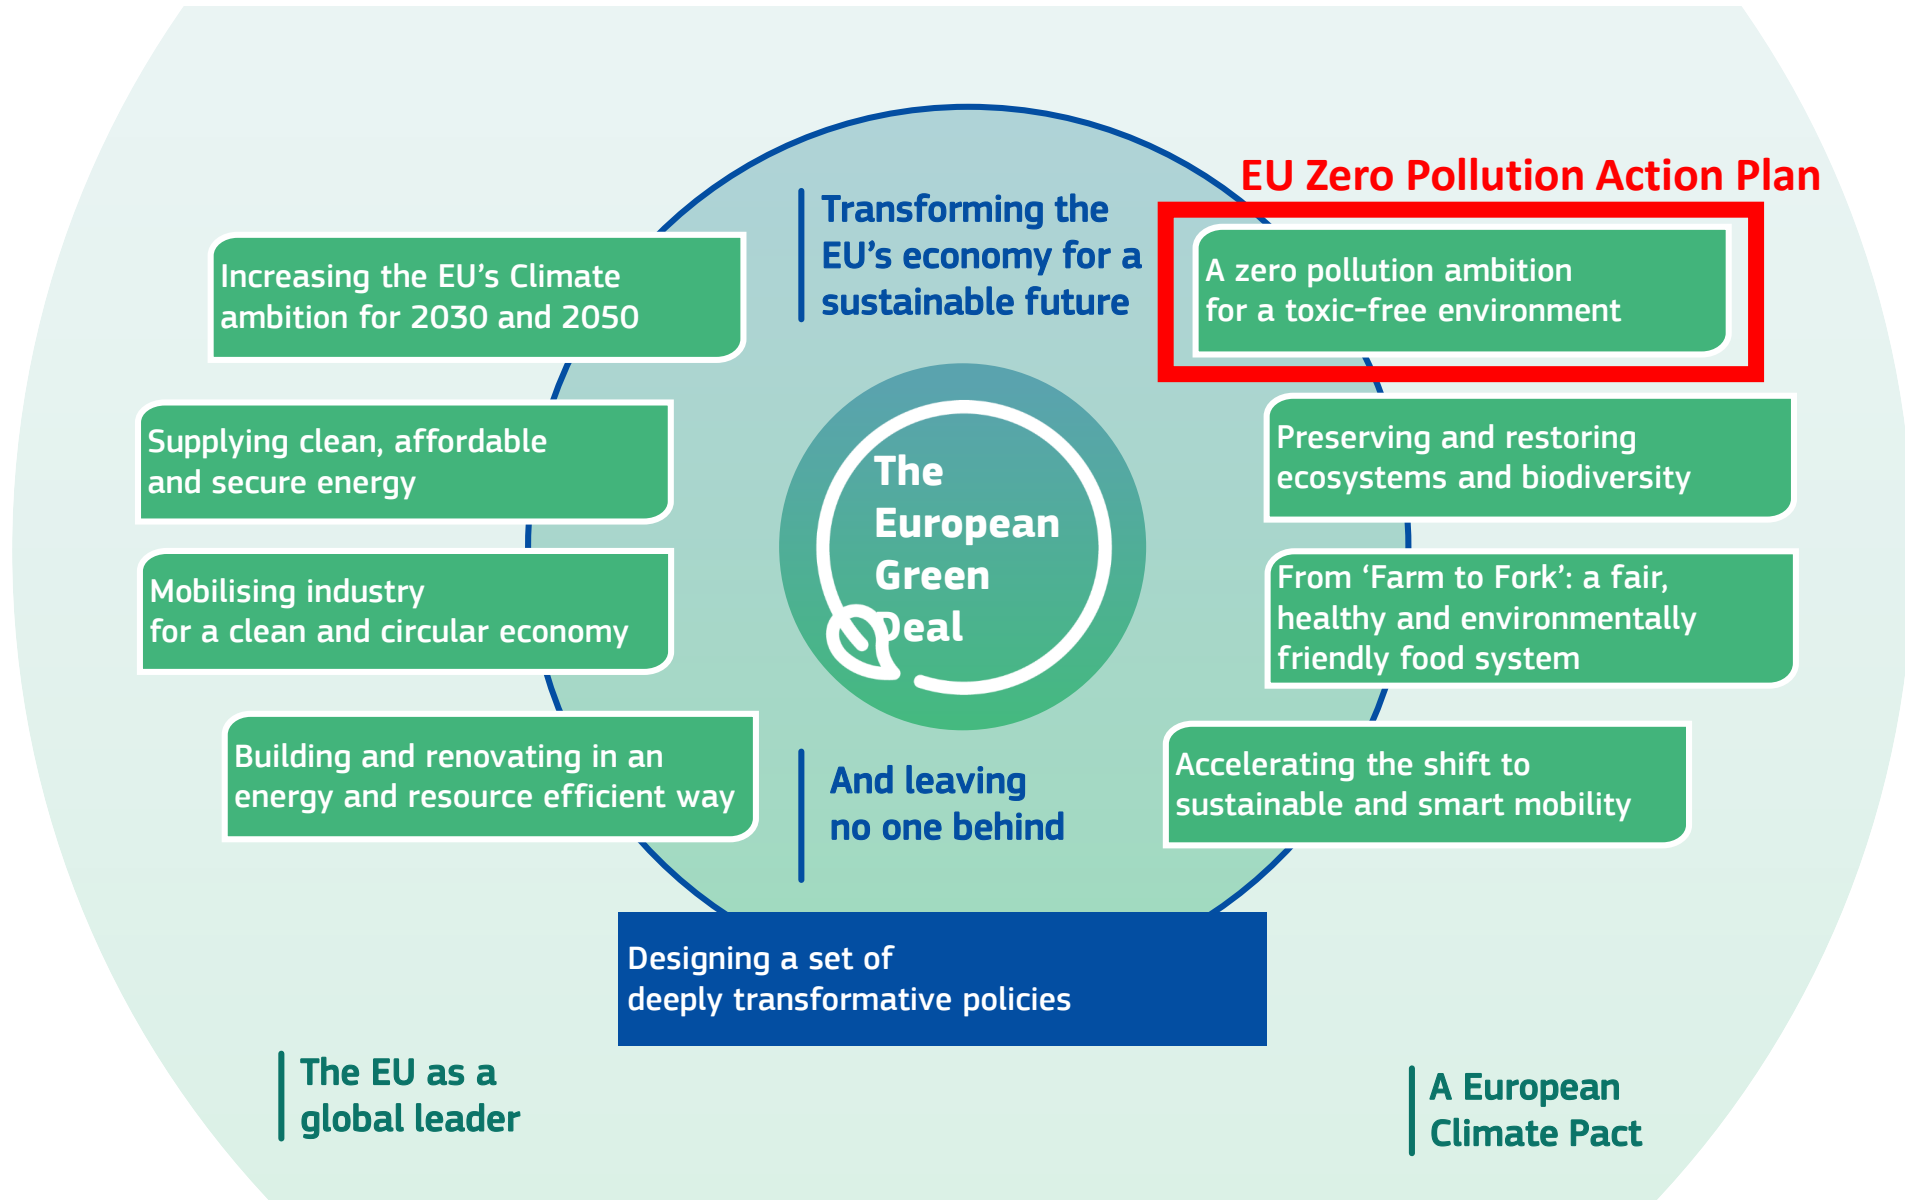 EU Zero Pollution Action Plan
Transforming the
EU’s economy for a
sustainable future
Increasing the EU’s Climate
ambition for 2030 and 2050
Supplying clean, affordable
and secure energy
Mobilising industry
for a clean and circular economy
Building and renovating in an
energy and resource efficient way
The
European
Green
Deal
A zero pollution ambition
for a toxic-free environment
Preserving and restoring
ecosystems and biodiversity
From ‘Farm to Fork’: a fair,
healthy and environmentally
friendly food system
Accelerating the shift to
sustainable and smart mobility
And leaving
no one behind
Designing a set of
deeply transformative policies
The EU as a
global leader
A European
Climate Pact